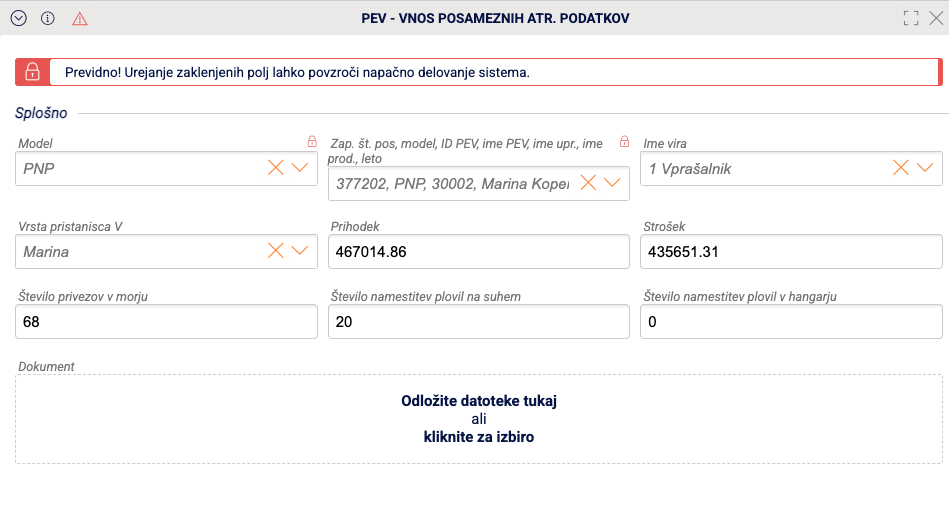 PEV - VNOS POSAMEZNIH ATR. PODATKOV
Previdno! Urejanje zaklenjenih polj lahko povzroči napačno delovanje sistema.
Splošno
Model
PNP
Zap. št. pos, model, ID PEV, ime PEV, ime upr., ime
prod., leto
377202, PNP, 30002, Marina Koper
Ime vira
1 Vprašalnik
Vrsta pristanisca V
Marina
Prihodek
467014.86
Strošek
435651.31
Število privezov v morju
68
Število namestitev plovil na suhem
20
Število namestitev plovil v hangarju
0
Dokument
Odložite datoteke tukaj
ali
kliknite za izbiro